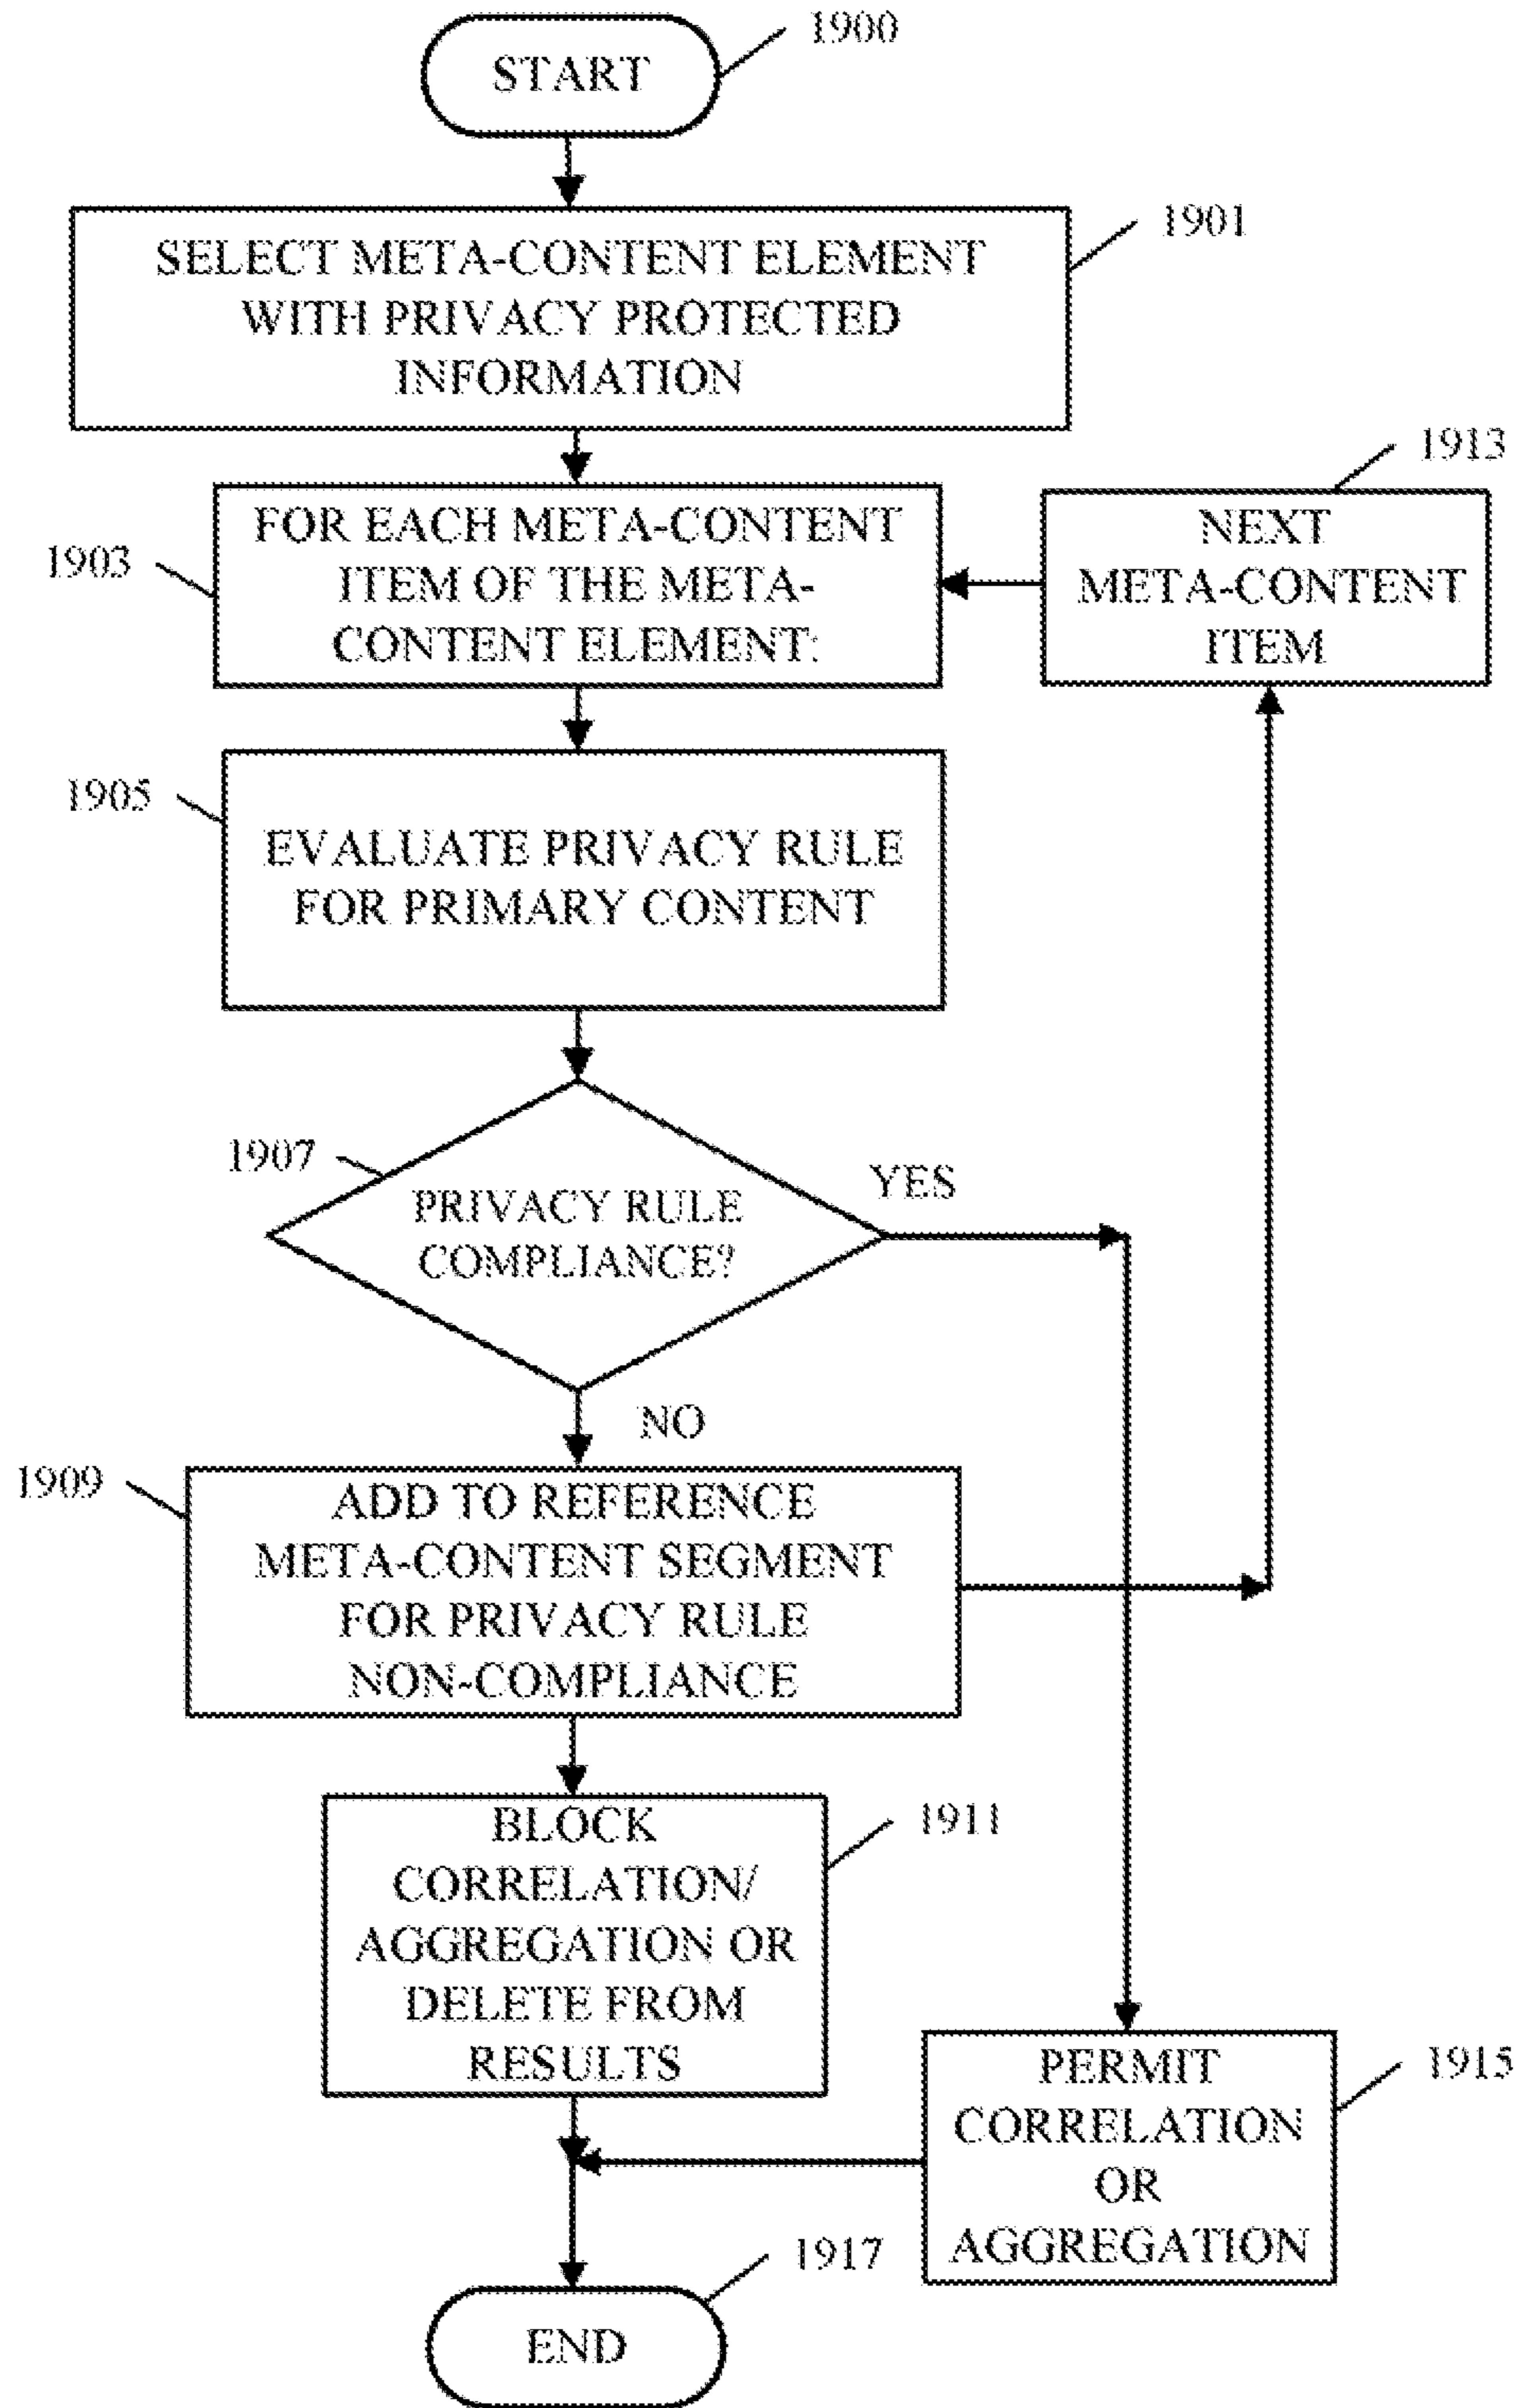 1900
START
1901
SELECT META-CONTENT ELEMENT
WITH PRIVACY PROTECTED
INFORMATION
1913
1903
FOR EACH META-CONTENT
ITEM OF THE META-
CONTENT ELEMENT:
NEXT
META-CONTENT
ITEM
1905
EVALUATE PRIVACY RULE
FOR PRIMARY CONTENT
1907
PRIVACY RULE
COMPLIANCE?
YES
NO
1909
ADD TO REFERENCE
META-CONTENT SEGMENT
FOR PRIVACY RULE
NON-COMPLIANCE
1911
BLOCK
CORRELATION/
AGGREGATION OR
DELETE FROM
RESULTS
1915
PERMIT
CORRELATION
OR
AGGREGATION
1917
END